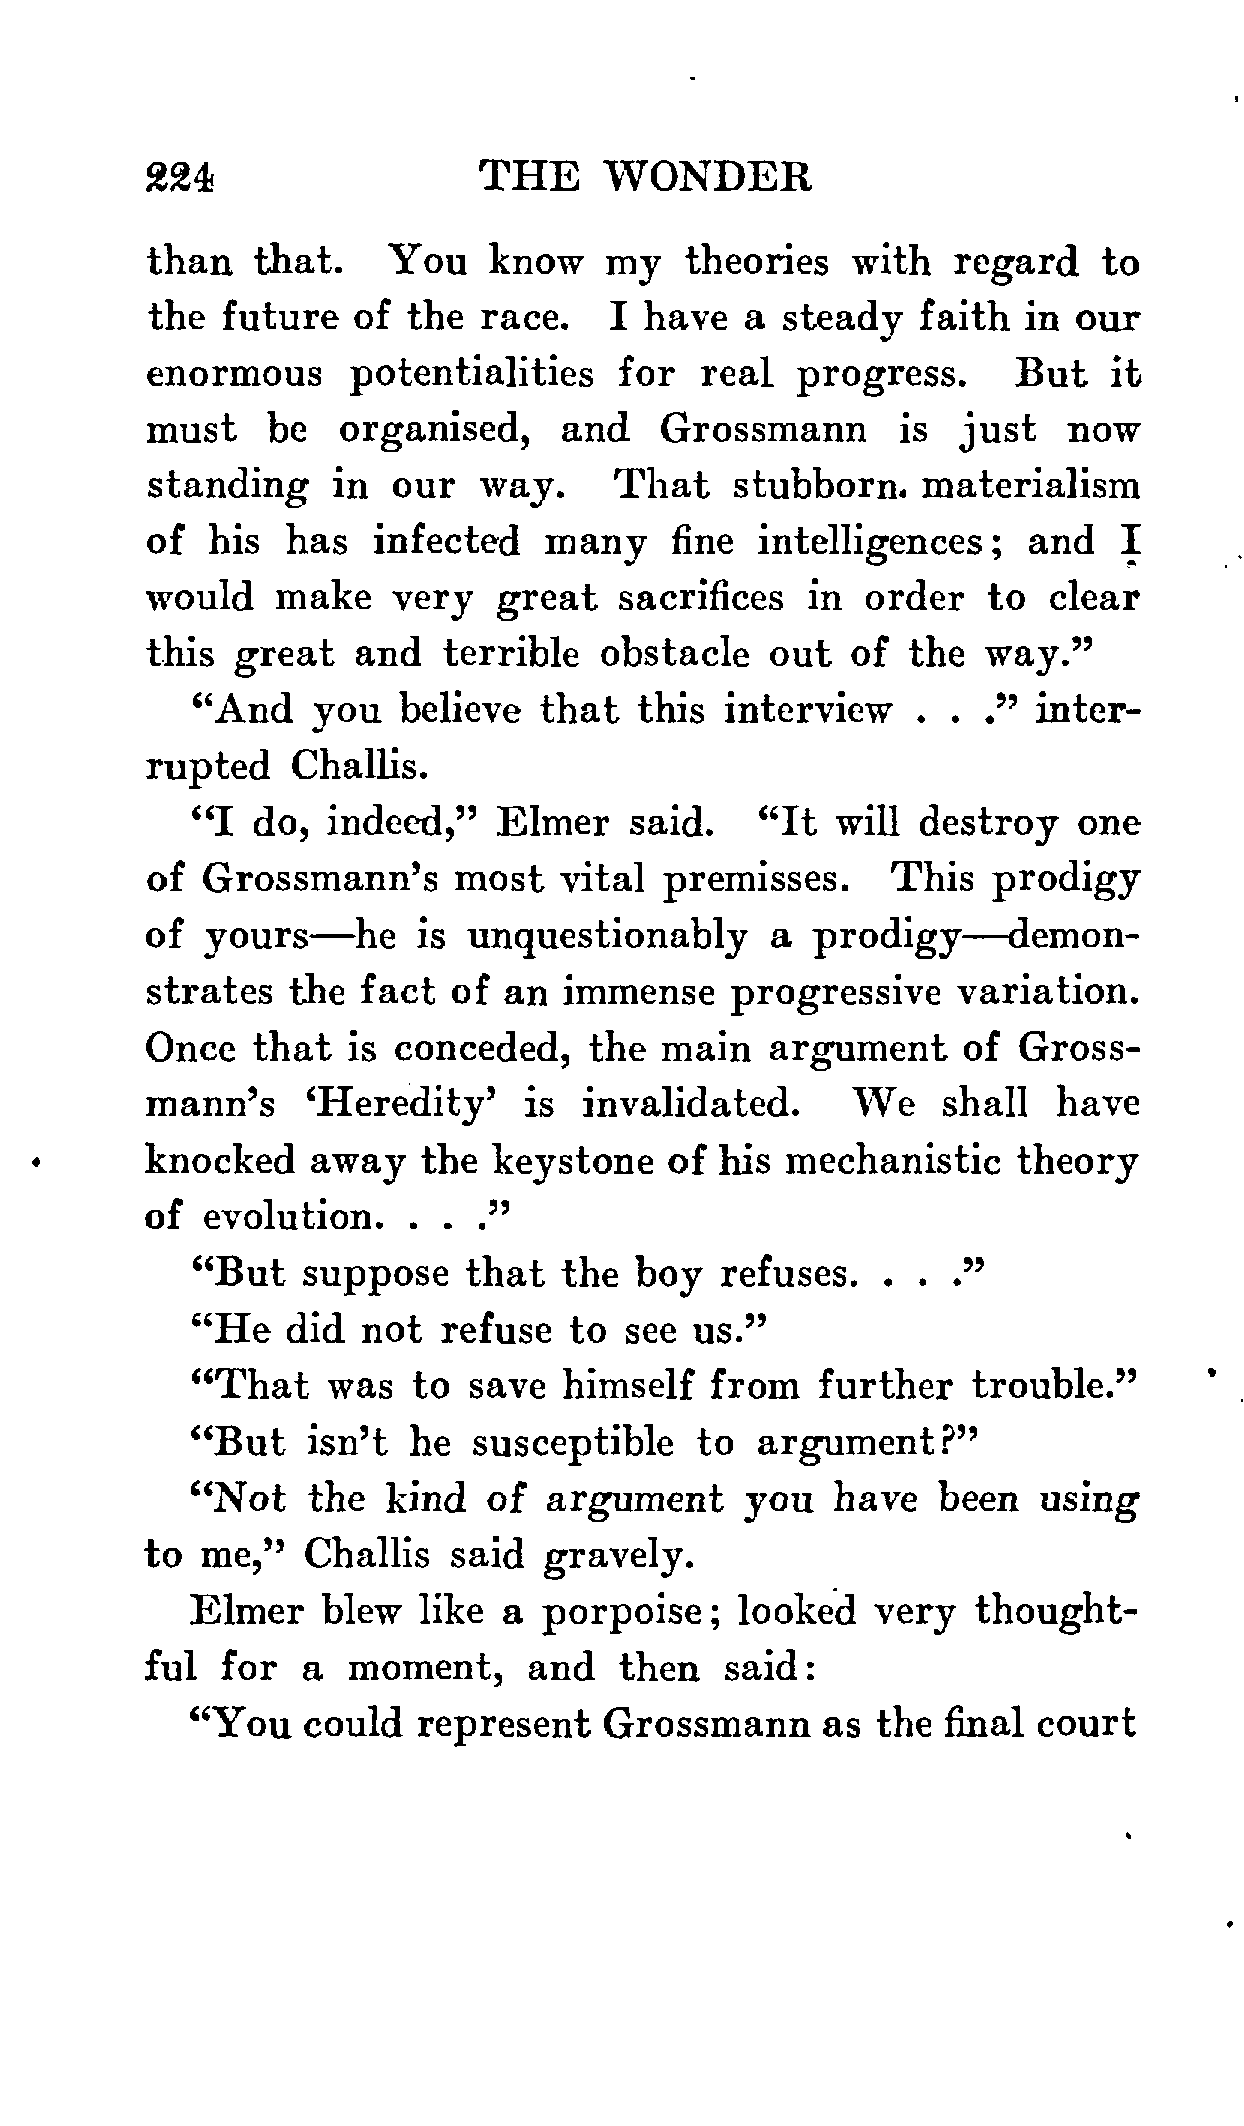 224 THE WONDER
than that. You know my theories with regard to
the future of the race. I have a steady faith in our
enormous potentialities for real progress. But it
must be organised, and Grossmann is just now
standing in our way. That stubborn materialism
of his has infected many fine intelligences; and I
would make very great sacrifices in order to clear
this great and terrible obstacle out of the way."
"And you believe that this interview . . ." inter-
rupted Challis.
"I do, indeed," Elmer said. "It will destroy one
of Grossmann's most vital premisses. This prodigy
of yours—he is unquestionably a prodigy—demon-
strates the fact of an immense progressive variation.
Once that is conceded, the main argument of Gross-
mann's 'Heredity' is invalidated. We shall have
knocked away the keystone of his mechanistic theory
of evolution. . . ."
"But suppose that the boy refuses. . . ."
"He did not refuse to see us."
"That was to save himself from further trouble."
"But isn't he susceptible to argument?"
"Not the kind of argument you have been using
to me," Challis said gravely.
Elmer blew like a porpoise; looked very thought-
ful for a moment, and then said:
"You could represent Grossmann as the final court